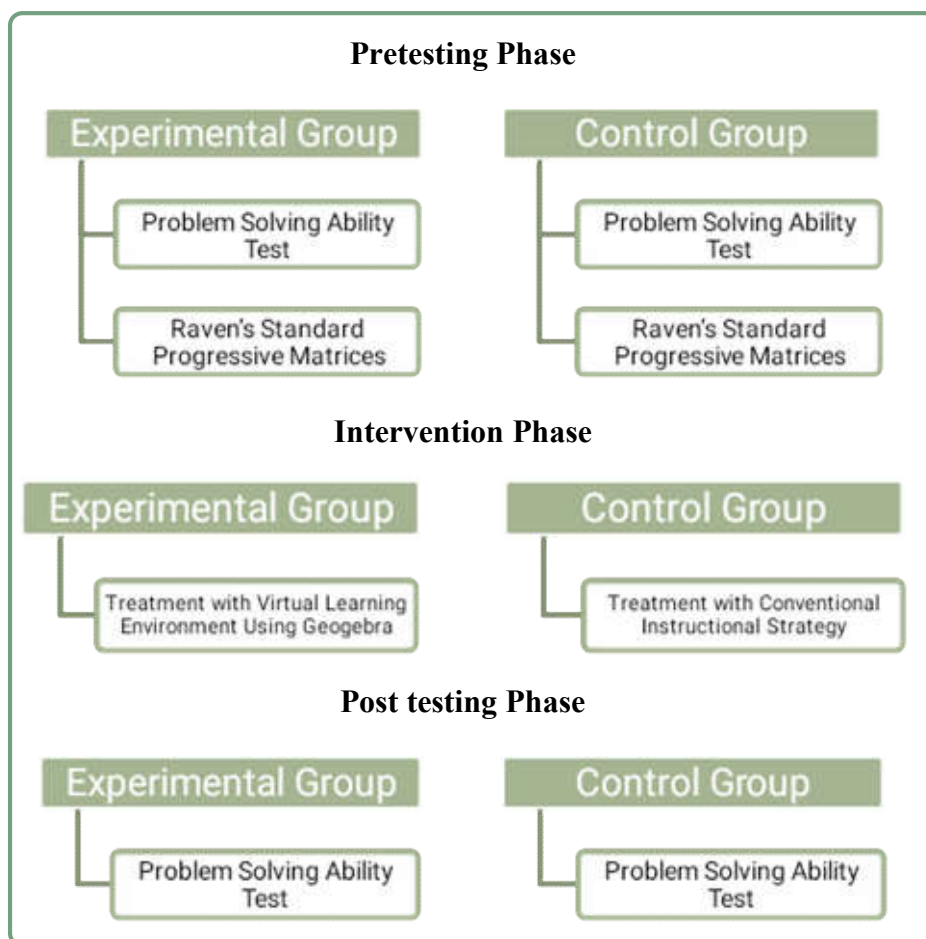 Pretesting Phase
Experimental Group
Control Group
Problem Solving Ability
Test
Problem Solving Ability
Test
Raven's Standard
Progressive Matrices
Raven's Standard
Progressive Matrices
Intervention Phase
Experimental Group
Control Group
Treatment with Virtual Learning
Environment Using Geogebra
Treatment with Conventional
Instructional Strategy
Post testing Phase
Experimental Group
Control Group
Problem Solving Ability
Test
Problem Solving Ability
Test